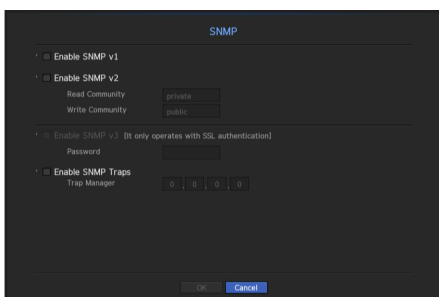 SNMP
Enable SNMP v1
Enable SNMP v2
Read Community private
Write Community public
Enable SNMP v3 (It only operates with SSL authentication)
Password
Enable SNMP Traps
Trap Manager 0 . 0 . 0 . 0
OK Cancel